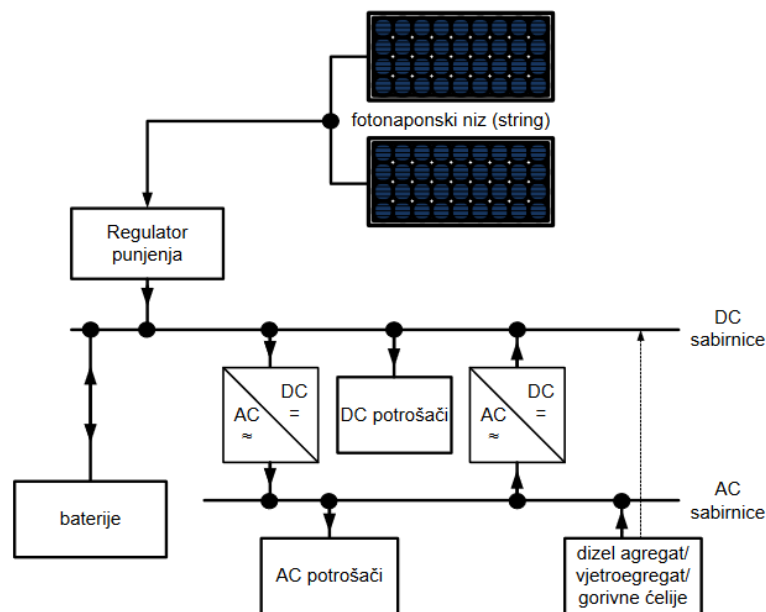 fotonaponski niz (string)
Regulator
punjenja
DC
sabirnice
DC
=
AC
≈
DC potrošači
DC
=
AC
≈
baterije
AC
sabirnice
AC potrošači
dizel agregat/
vjetroegregat/
gorivne ćelije